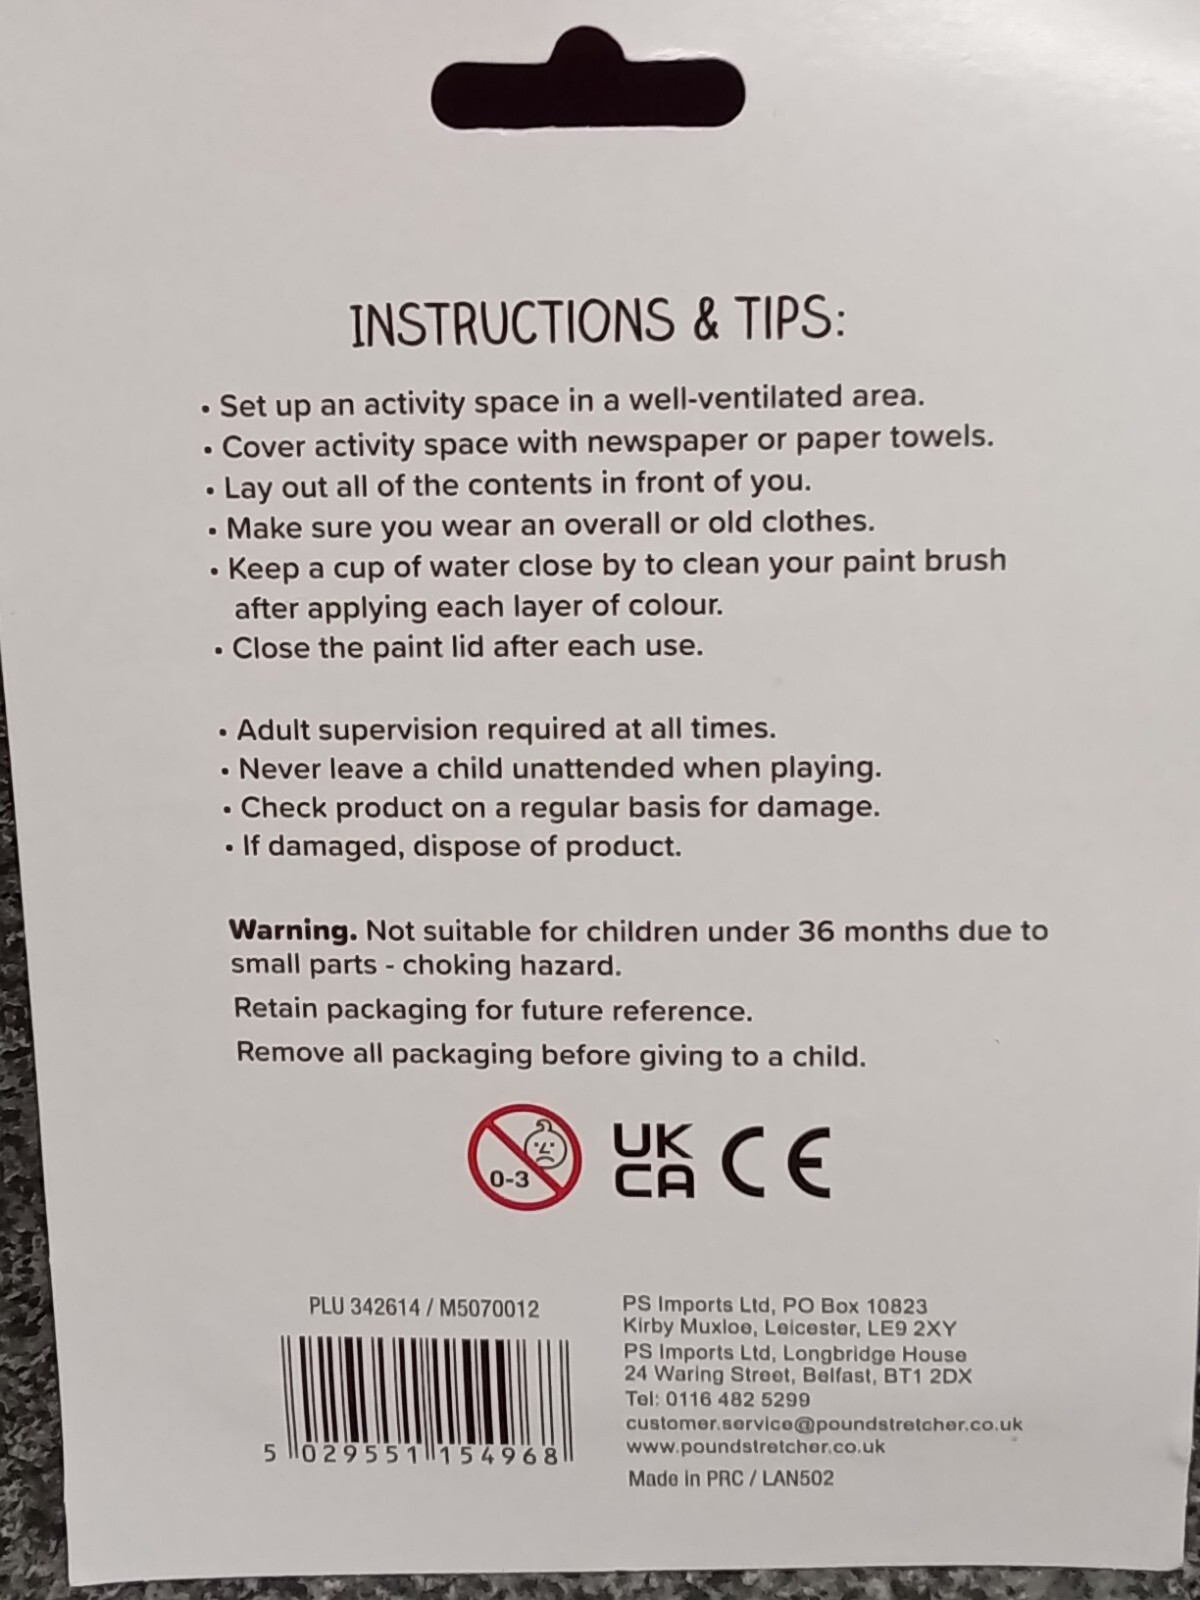 INSTRUCTIONS & TIPS:
• Set up an activity space in a well-ventilated area.
• Cover activity space with newspaper or paper towels.
• Lay out all of the contents in front of you.
• Make sure you wear an overall or old clothes.
• Keep a cup of water close by to clean your paint brush
after applying each layer of colour.
• Close the paint lid after each use.
• Adult supervision required at all times.
• Never leave a child unattended when playing.
• Check product on a regular basis for damage.
• If damaged, dispose of product.
Warning. Not suitable for children under 36 months due to
small parts - choking hazard.
Retain packaging for future reference.
Remove all packaging before giving to a child.
0-3
UK
CA
CE
PLU 342614 / M5070012
5 029551 154968
PS Imports Ltd, PO Box 10823
Kirby Muxloe, Leicester, LE9 2XY
PS Imports Ltd, Longbridge House
24 Waring Street, Belfast, BT1 2DX
Tel: 0116 482 5299
customer.service@poundstretcher.co.uk
www.poundstretcher.co.uk
Made in PRC / LAN502